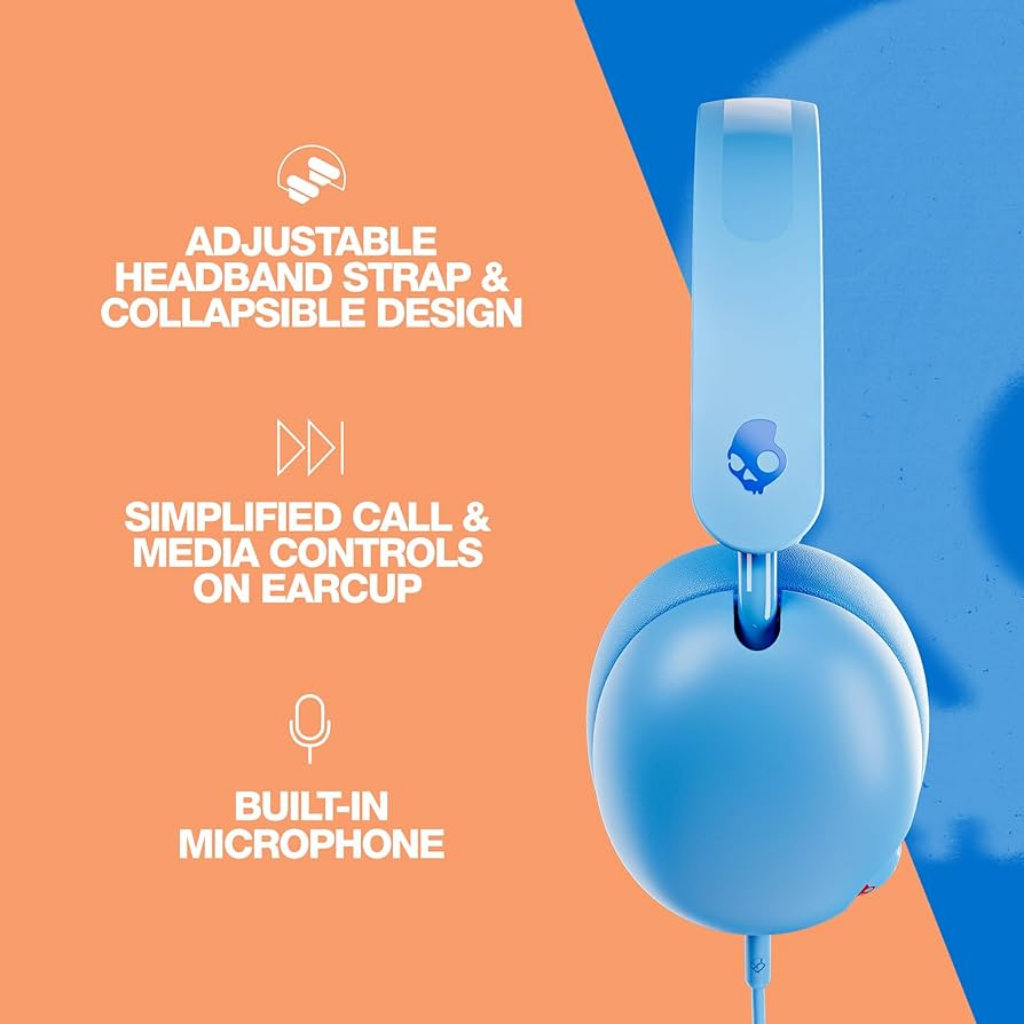 ADJUSTABLE
HEADBAND STRAP &
COLLAPSIBLE DESIGN
SIMPLIFIED CALL &
MEDIA CONTROLS
ON EARCUP
BUILT-IN
MICROPHONE